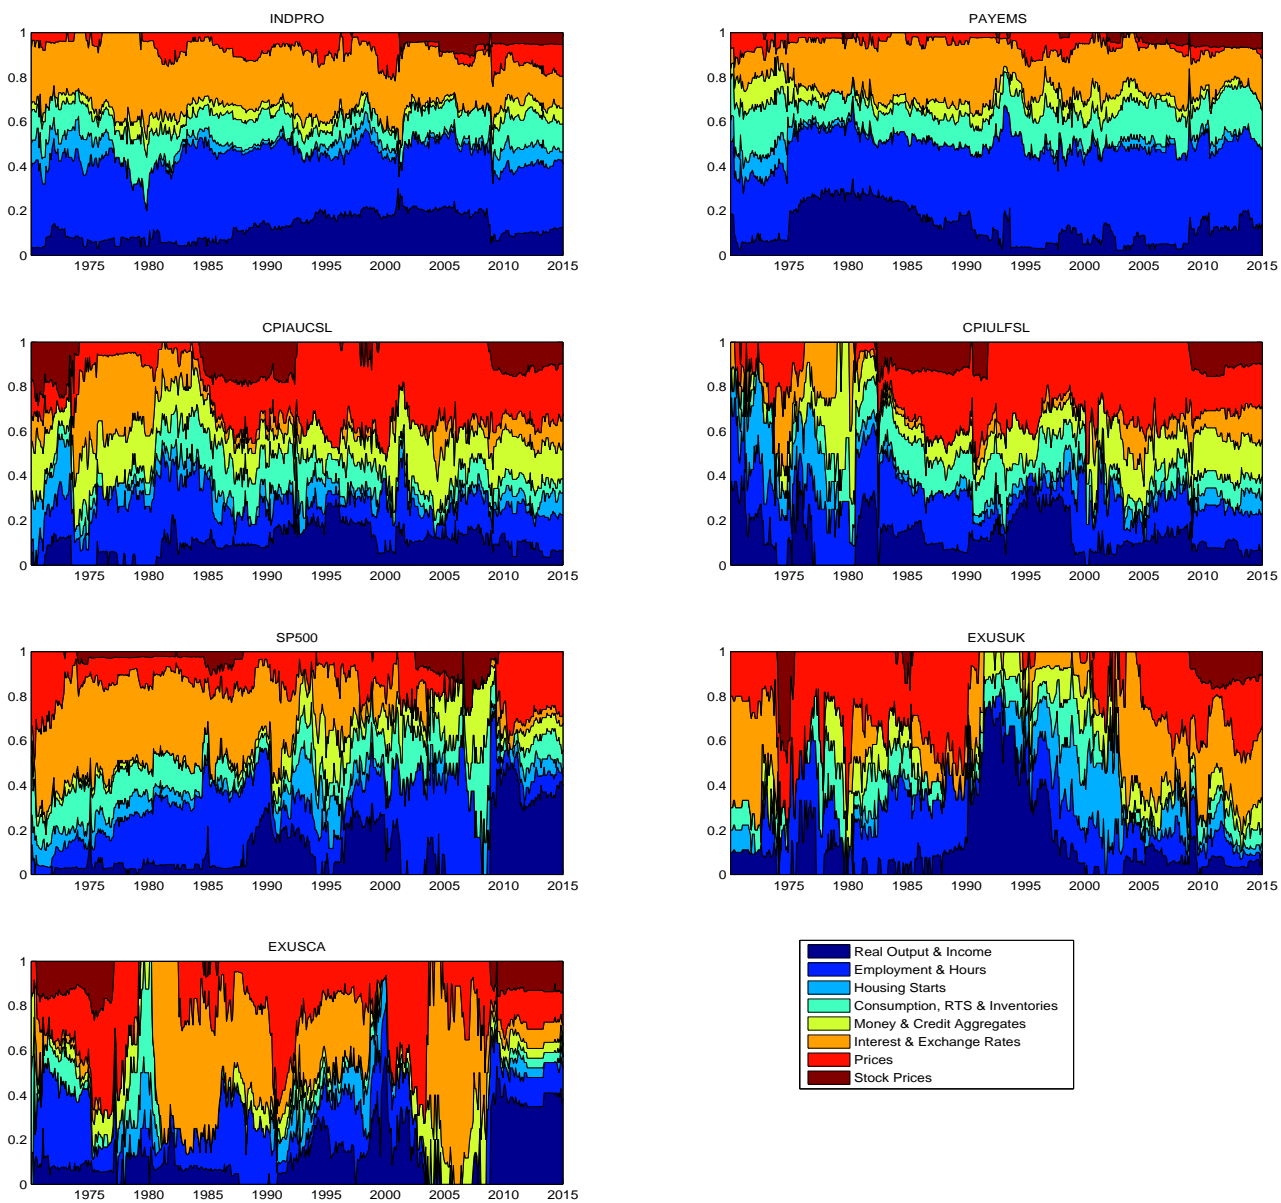 INDPRO
1
0.8
0.6
0.4
0.2
0
1975 1980 1985 1990 1995 2000 2005 2010 2015
PAYEMS
1
0.8
0.6
0.4
0.2
0
1975 1980 1985 1990 1995 2000 2005 2010 2015
CPIAUCSL
1
0.8
0.6
0.4
0.2
0
1975 1980 1985 1990 1995 2000 2005 2010 2015
CPIULFSL
1
0.8
0.6
0.4
0.2
0
1975 1980 1985 1990 1995 2000 2005 2010 2015
SP500
1
0.8
0.6
0.4
0.2
0
1975 1980 1985 1990 1995 2000 2005 2010 2015
EXUSUK
1
0.8
0.6
0.4
0.2
0
1975 1980 1985 1990 1995 2000 2005 2010 2015
EXUSCA
1
0.8
0.6
0.4
0.2
0
1975 1980 1985 1990 1995 2000 2005 2010 2015
Real Output & Income
Employment & Hours
Housing Starts
Consumption, RTS & Inventories
Money & Credit Aggregates
Interest & Exchange Rates
Prices
Stock Prices